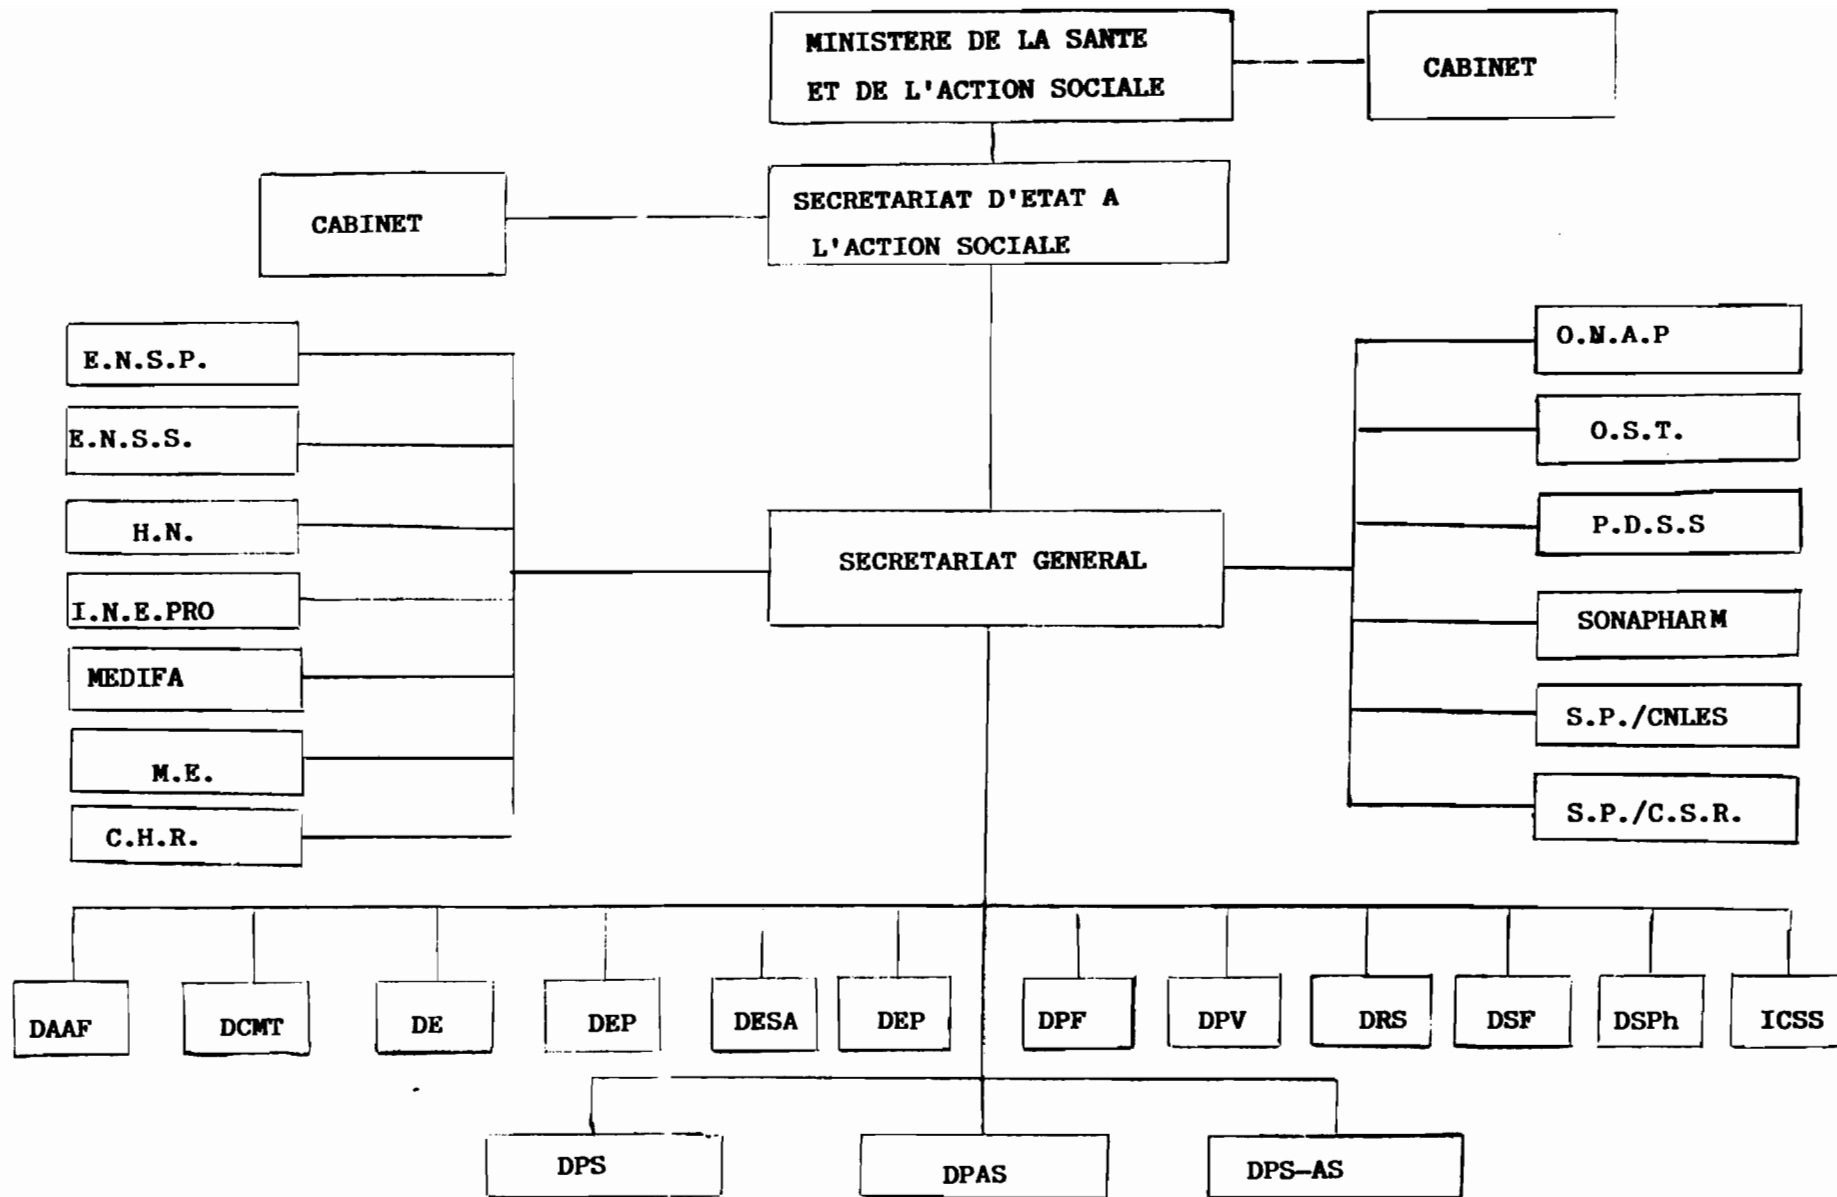 MINISTERE DE LA SANTE
ET DE L'ACTION SOCIALE
CABINET
SECRETARIAT D'ETAT A
L'ACTION SOCIALE
CABINET
E.N.S.P.
E.N.S.S.
H.N.
I.N.E.PRO
MEDIFA
M.E.
C.H.R.
SECRETARIAT GENERAL
O.N.A.P
O.S.T.
P.D.S.S
SONAPHARM
S.P./CNLES
S.P./C.S.R.
DAAF
DCMT
DE
DEP
DESA
DEP
DPF
DPV
DRS
DSF
DSPh
ICSS
DPS
DPAS
DPS-AS